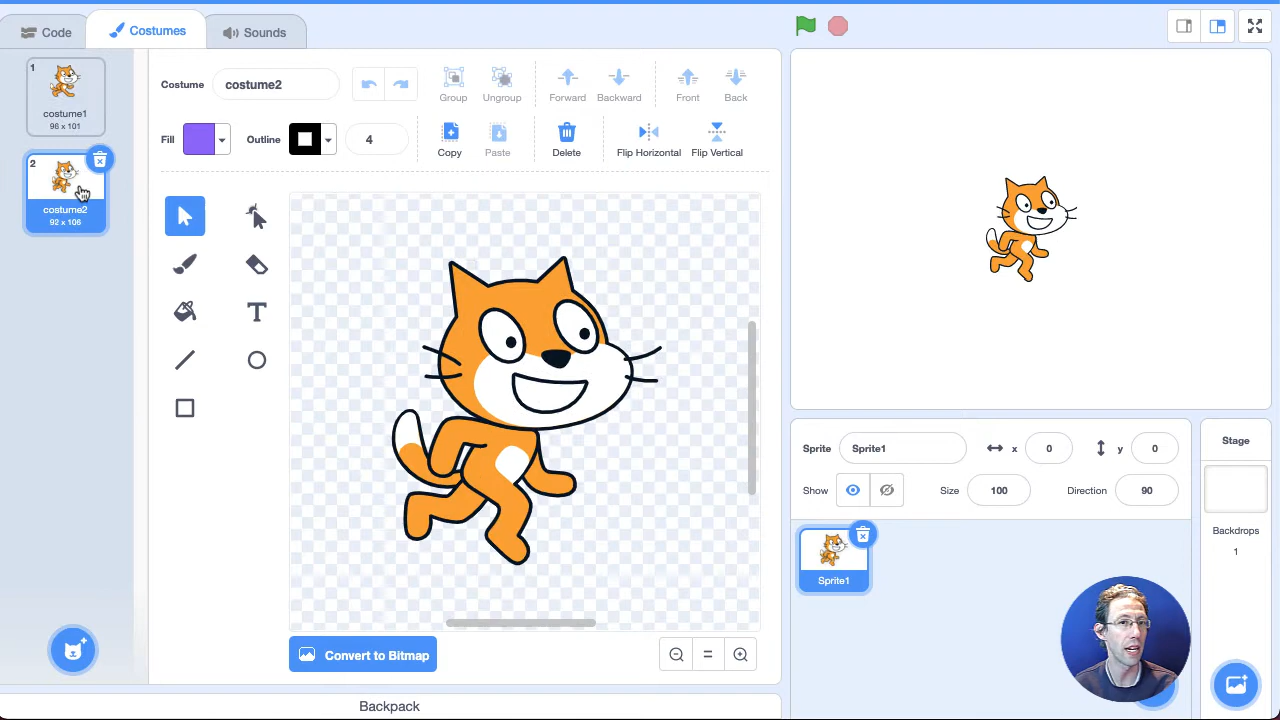 Code
Costumes
Sounds
1
costume1
96 x 101
2
costume2
92 x 106
Costume
costume2
Group
Ungroup
Forward
Backward
Front
Back
Fill
Outline
4
Copy
Paste
Delete
Flip Horizontal
Flip Vertical
T
Convert to Bitmap
Backpack
Sprite
Sprite1
x
0
y
0
Show
Size
100
Direction
90
Sprite1
Stage
Backdrops
1